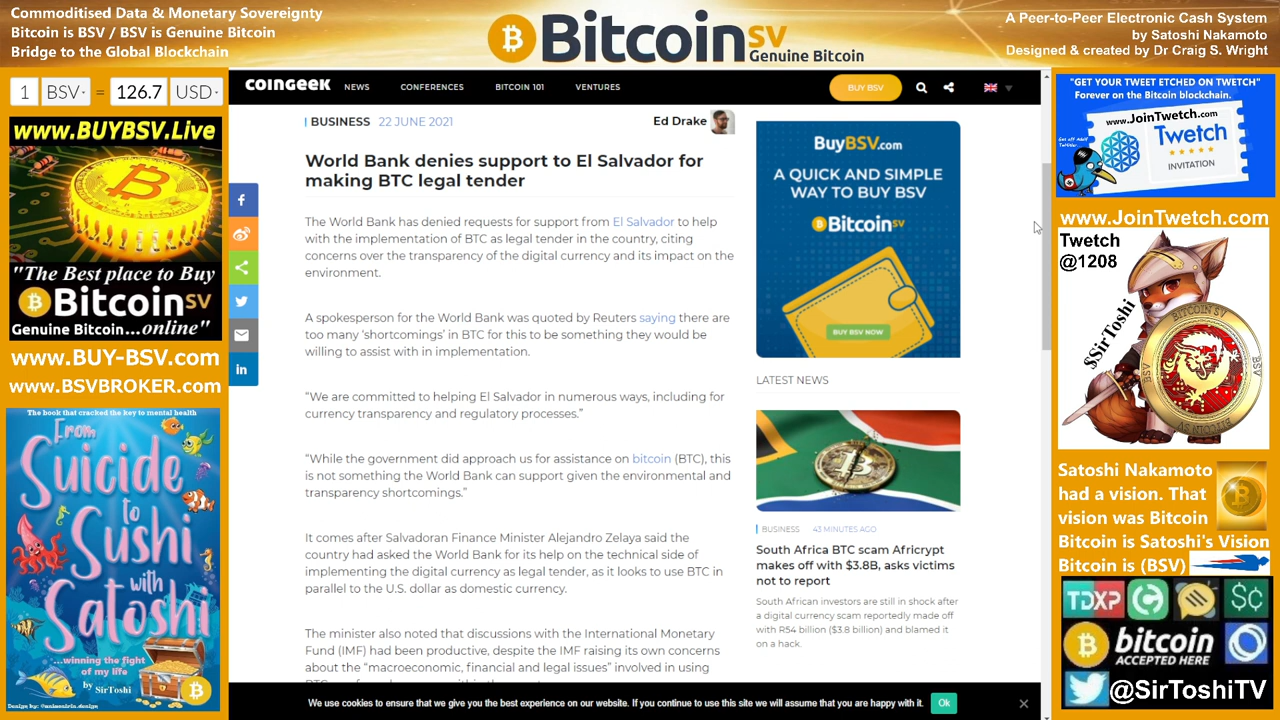 Commoditised Data & Monetary Sovereignty
Bitcoin is BSV / BSV is Genuine Bitcoin
Bridge to the Global Blockchain
Bitcoin SV
Genuine Bitcoin
A Peer-to-Peer Electronic Cash System
by Satoshi Nakamoto
Designed & created by Dr Craig S. Wright
1 BSV = 126.7 USD
www.BUYBSV.Live
"The Best place to Buy
Bitcoin SV
Genuine Bitcoin...online"
www.BUY-BSV.com
www.BSVBROKER.com
The book that cracked the key to mental health
From
Suicide
to
Sushi
with
Satoshi
...winning the fight
of my life
by SirToshi
COINGEEK NEWS CONFERENCES BITCOIN 101 VENTURES BUY BSV
BUSINESS 22 JUNE 2021 Ed Drake
World Bank denies support to El Salvador for
making BTC legal tender
The World Bank has denied requests for support from El Salvador to help
with the implementation of BTC as legal tender in the country, citing
concerns over the transparency of the digital currency and its impact on the
environment.
A spokesperson for the World Bank was quoted by Reuters saying there are
too many ‘shortcomings’ in BTC for this to be something they would be
willing to assist with in implementation.
“We are committed to helping El Salvador in numerous ways, including for
currency transparency and regulatory processes.”
“While the government did approach us for assistance on bitcoin (BTC), this
is not something the World Bank can support given the environmental and
transparency shortcomings.”
It comes after Salvadoran Finance Minister Alejandro Zelaya said the
country had asked the World Bank for its help on the technical side of
implementing the digital currency as legal tender, as it looks to use BTC in
parallel to the U.S. dollar as domestic currency.
The minister also noted that discussions with the International Monetary
Fund (IMF) had been productive, despite the IMF raising its own concerns
about the “macroeconomic, financial and legal issues” involved in using
BuyBSV.com
A QUICK AND SIMPLE
WAY TO BUY BSV
Bitcoin SV
BUY BSV NOW
LATEST NEWS
BUSINESS 43 MINUTES AGO
South Africa BTC scam Africrypt
makes off with $3.8B, asks victims
not to report
South African investors are still in shock after
a digital currency scam reportedly made off
with R54 billion ($3.8 billion) and blamed it
on a hack.
We use cookies to ensure that we give you the best experience on our website. If you continue to use this site we will assume that you are happy with it. Ok
"GET YOUR TWEET ETCHED ON TWETCH"
Forever on the Bitcoin blockchain.
www.JoinTwetch.com
Twetch
INVITATION
www.JoinTwetch.com
Twetch
@1208
$SirToshi
BITCOIN SV
BSV
BSV
BITCOIN SV
Satoshi Nakamoto
had a vision. That
vision was Bitcoin
Bitcoin is Satoshi's Vision
Bitcoin is (BSV)
TDXP
bitcoin
ACCEPTED HERE
@SirToshiTV